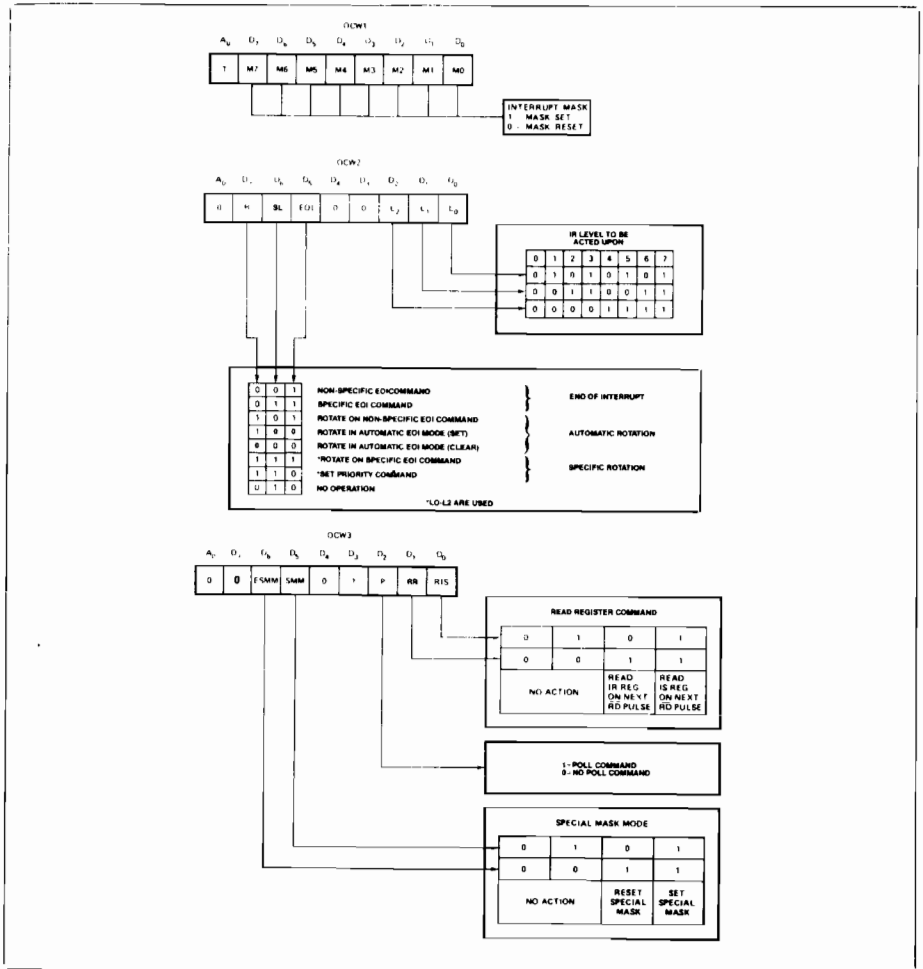 OCW1
A0 D7 D6 D5 D4 D3 D2 D1 D0
1 M7 M6 M5 M4 M3 M2 M1 M0
INTERRUPT MASK
1 MASK SET
0 - MASK RESET
OCW2
A0 D7 D6 D5 D4 D3 D2 D1 D0
0 R SL EOI 0 0 L2 L1 L0
IR LEVEL TO BE
ACTED UPON
0 1 2 3 4 5 6 7
0 1 0 1 0 1 0 1
0 0 1 1 0 0 1 1
0 0 0 0 1 1 1 1
0 0 1 NON-SPECIFIC EOI COMMAND
0 1 1 SPECIFIC EOI COMMAND
END OF INTERRUPT
1 0 1 ROTATE ON NON-SPECIFIC EOI COMMAND
1 0 0 ROTATE IN AUTOMATIC EOI MODE (SET)
0 0 0 ROTATE IN AUTOMATIC EOI MODE (CLEAR)
AUTOMATIC ROTATION
1 1 1 *ROTATE ON SPECIFIC EOI COMMAND
1 1 0 *SET PRIORITY COMMAND
SPECIFIC ROTATION
0 1 0 NO OPERATION
*L0-L2 ARE USED
OCW3
A0 D7 D6 D5 D4 D3 D2 D1 D0
0 0 ESMM SMM 0 1 P RR RIS
READ REGISTER COMMAND
0 1 0 1
0 0 1 1
NO ACTION
READ
IR REG
ON NEXT
RD PULSE
READ
IS REG
ON NEXT
RD PULSE
1 - POLL COMMAND
0 - NO POLL COMMAND
SPECIAL MASK MODE
0 1 0 1
0 0 1 1
NO ACTION
RESET
SPECIAL
MASK
SET
SPECIAL
MASK